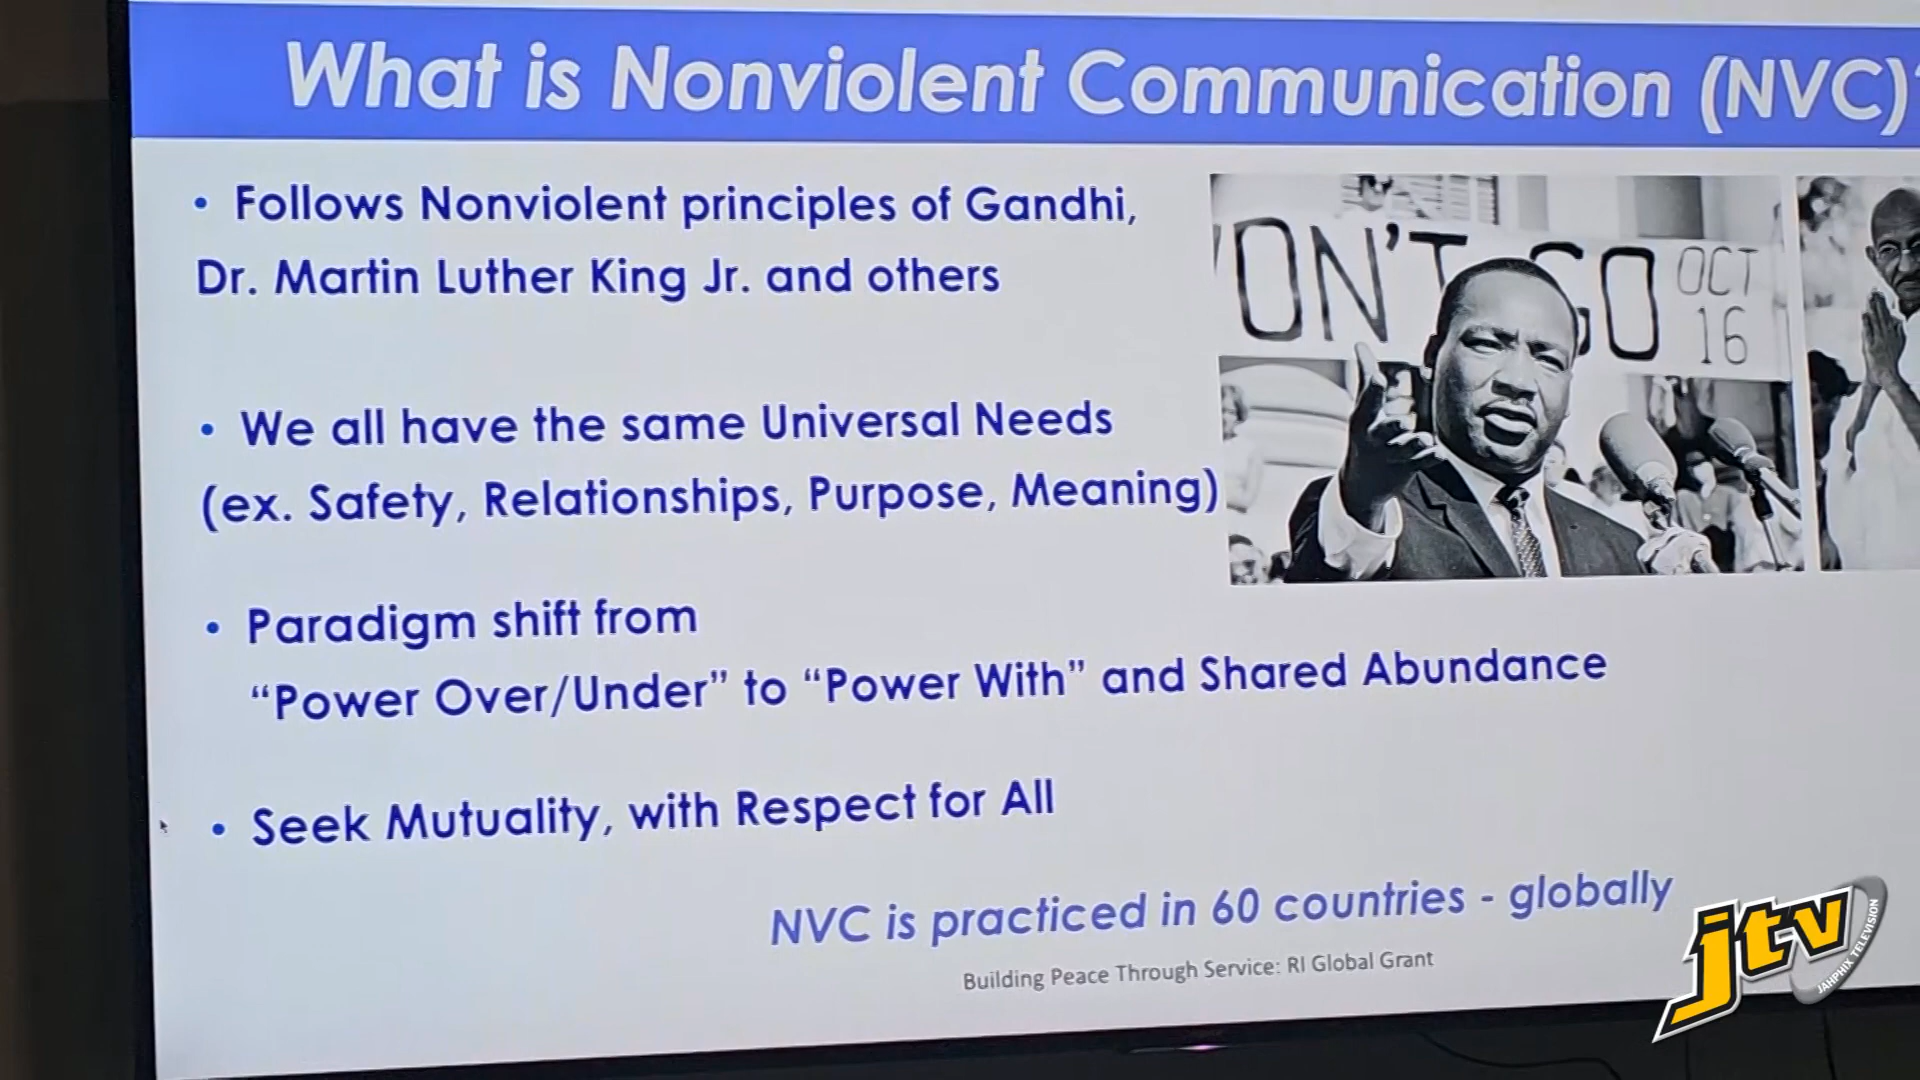 What is Nonviolent Communication (NVC)?
• Follows Nonviolent principles of Gandhi,
Dr. Martin Luther King Jr. and others
ON'T GO OCT
16
• We all have the same Universal Needs
(ex. Safety, Relationships, Purpose, Meaning)
• Paradigm shift from
“Power Over/Under” to “Power With” and Shared Abundance
• Seek Mutuality, with Respect for All
NVC is practiced in 60 countries - globally
Building Peace Through Service: RI Global Grant
jtv
JAHPHIX TELEVISION